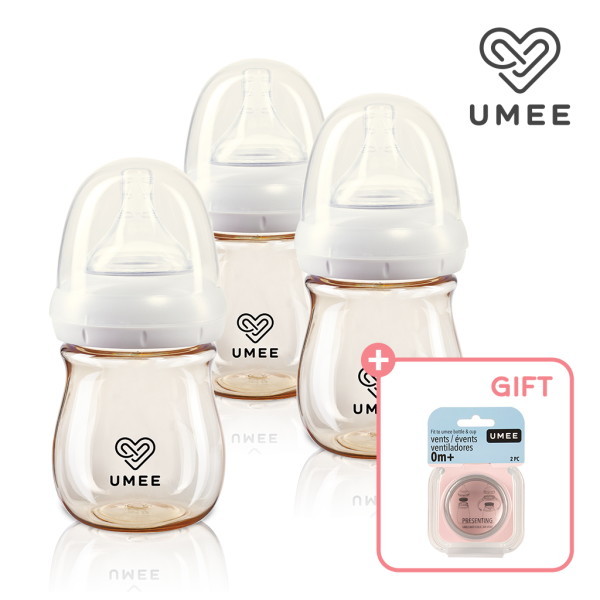 UMEE
UMEE
UMEE
UMEE
+ GIFT
Fit to umee bottle & cup
vents / évents
ventiladores
0m+
UMEE
2 PC
PRESENTING